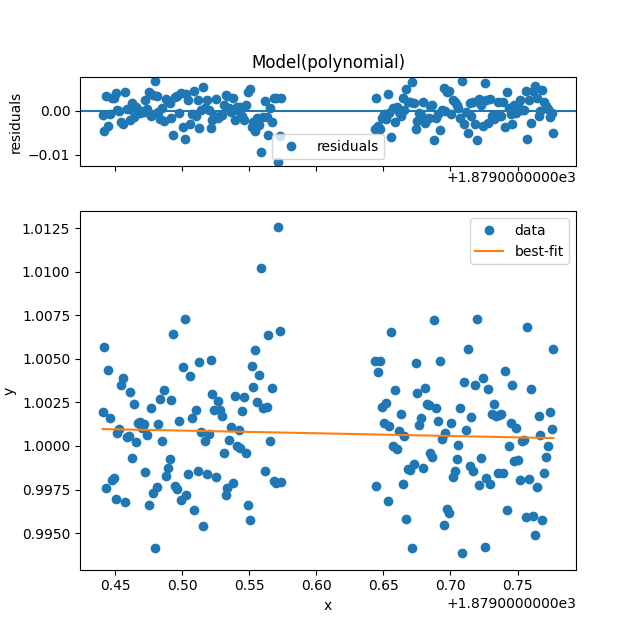 Model(polynomial)
residuals
0.00
−0.01
residuals
+1.8790000000e3
y
1.0125
1.0100
1.0075
1.0050
1.0025
1.0000
0.9975
0.9950
data
best-fit
0.45 0.50 0.55 0.60 0.65 0.70 0.75
x
+1.8790000000e3